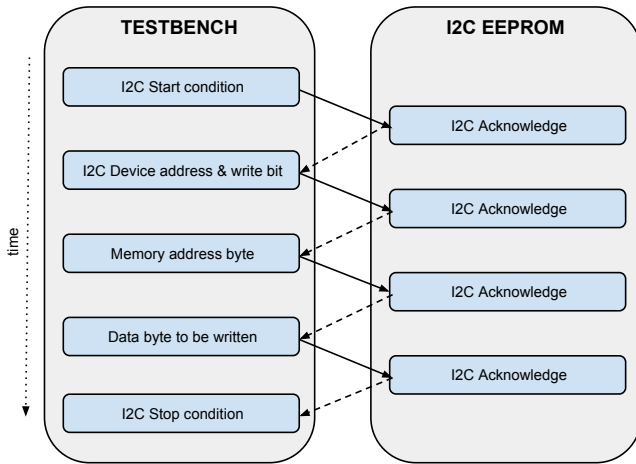 TESTBENCH
I2C EEPROM
I2C Start condition
I2C Acknowledge
I2C Device address & write bit
I2C Acknowledge
Memory address byte
I2C Acknowledge
Data byte to be written
I2C Acknowledge
I2C Stop condition
time